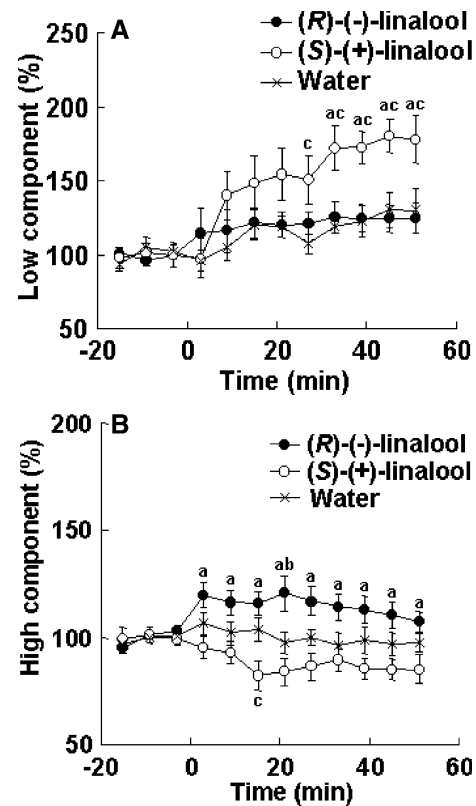 A
(R)-(-)-linalool
(S)-(+)-linalool
Water
Low component (%)
250
200
150
100
50
c ac ac ac ac
-20 0 20 40 60
Time (min)
B
(R)-(-)-linalool
(S)-(+)-linalool
Water
High component (%)
200
150
100
50
a a a ab a a a a a
c
-20 0 20 40 60
Time (min)